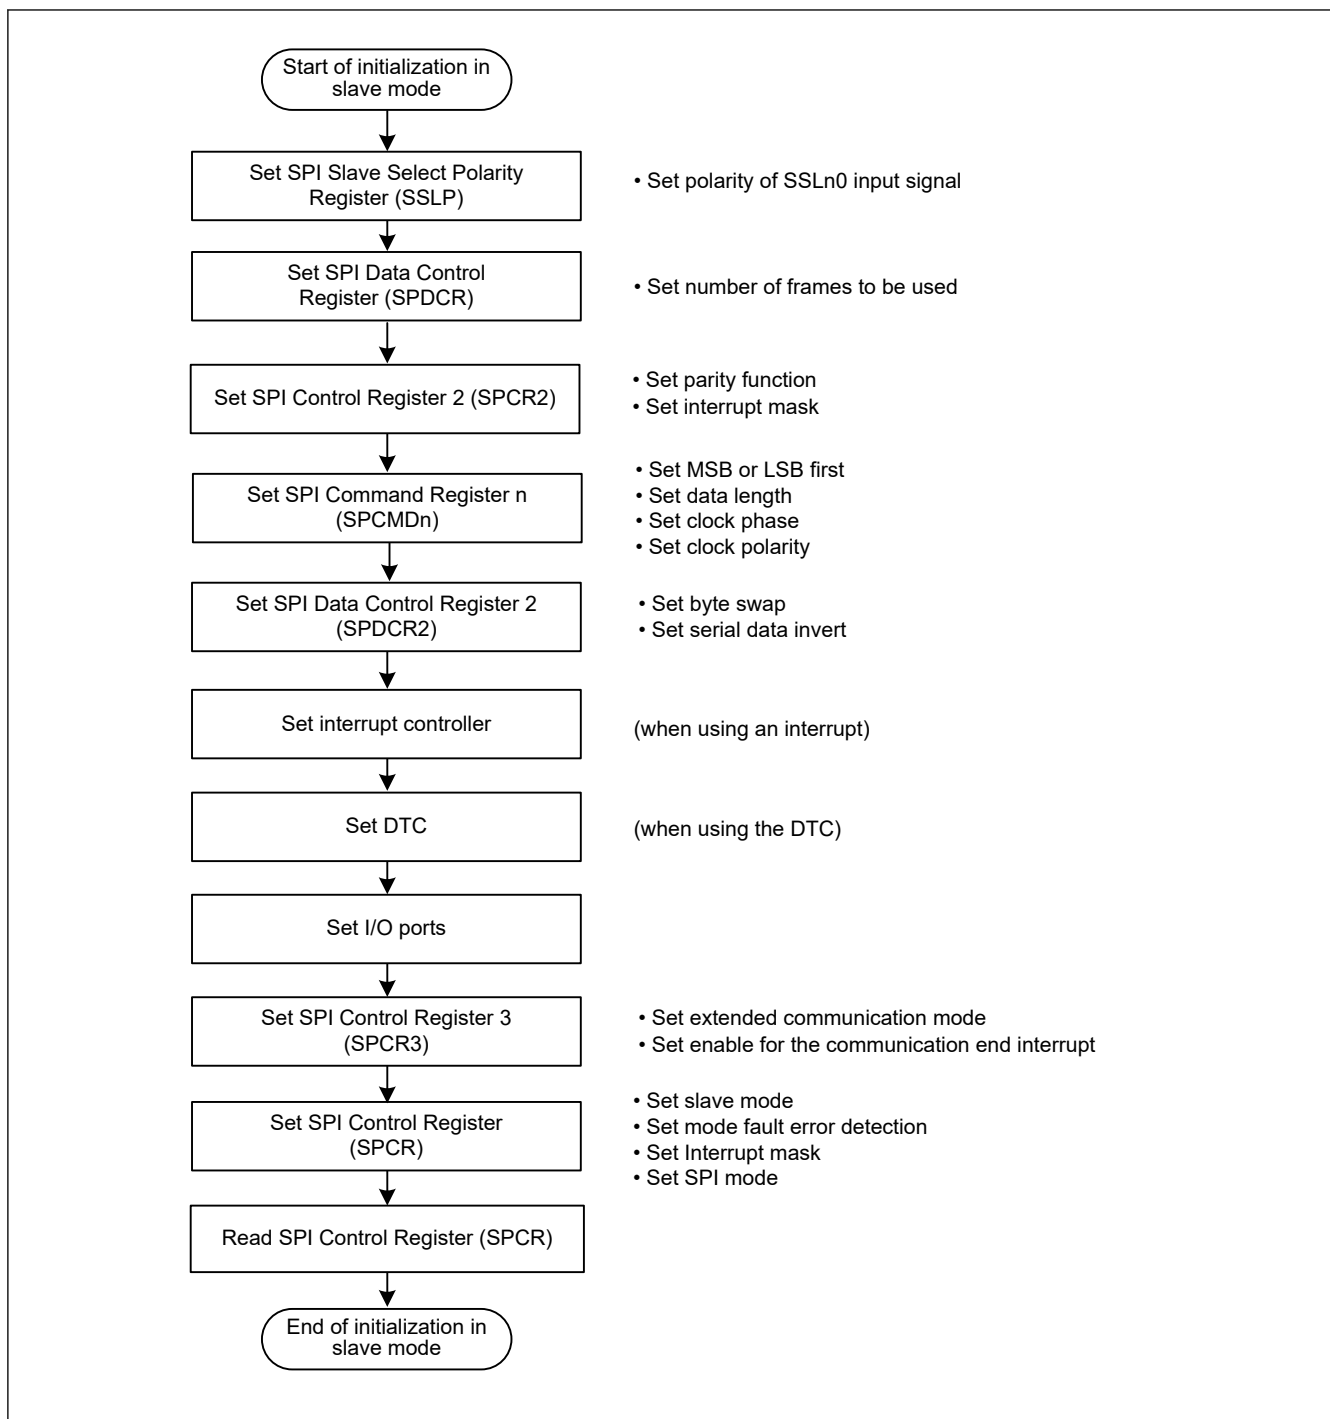 Start of initialization in
slave mode
Set SPI Slave Select Polarity
Register (SSLP)
• Set polarity of SSLn0 input signal
Set SPI Data Control
Register (SPDCR)
• Set number of frames to be used
Set SPI Control Register 2 (SPCR2)
• Set parity function
• Set interrupt mask
Set SPI Command Register n
(SPCMDn)
• Set MSB or LSB first
• Set data length
• Set clock phase
• Set clock polarity
Set SPI Data Control Register 2
(SPDCR2)
• Set byte swap
• Set serial data invert
Set interrupt controller
(when using an interrupt)
Set DTC
(when using the DTC)
Set I/O ports
Set SPI Control Register 3
(SPCR3)
• Set extended communication mode
• Set enable for the communication end interrupt
Set SPI Control Register
(SPCR)
• Set slave mode
• Set mode fault error detection
• Set Interrupt mask
• Set SPI mode
Read SPI Control Register (SPCR)
End of initialization in
slave mode